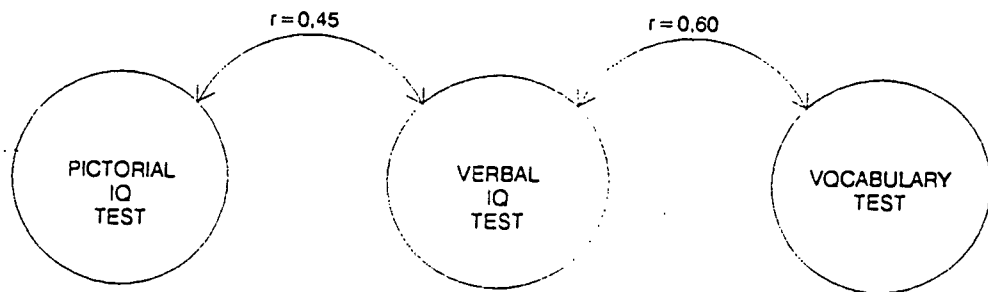 r = 0,45
r = 0,60
PICTORIAL
IQ
TEST
VERBAL
IQ
TEST
VOCABULARY
TEST